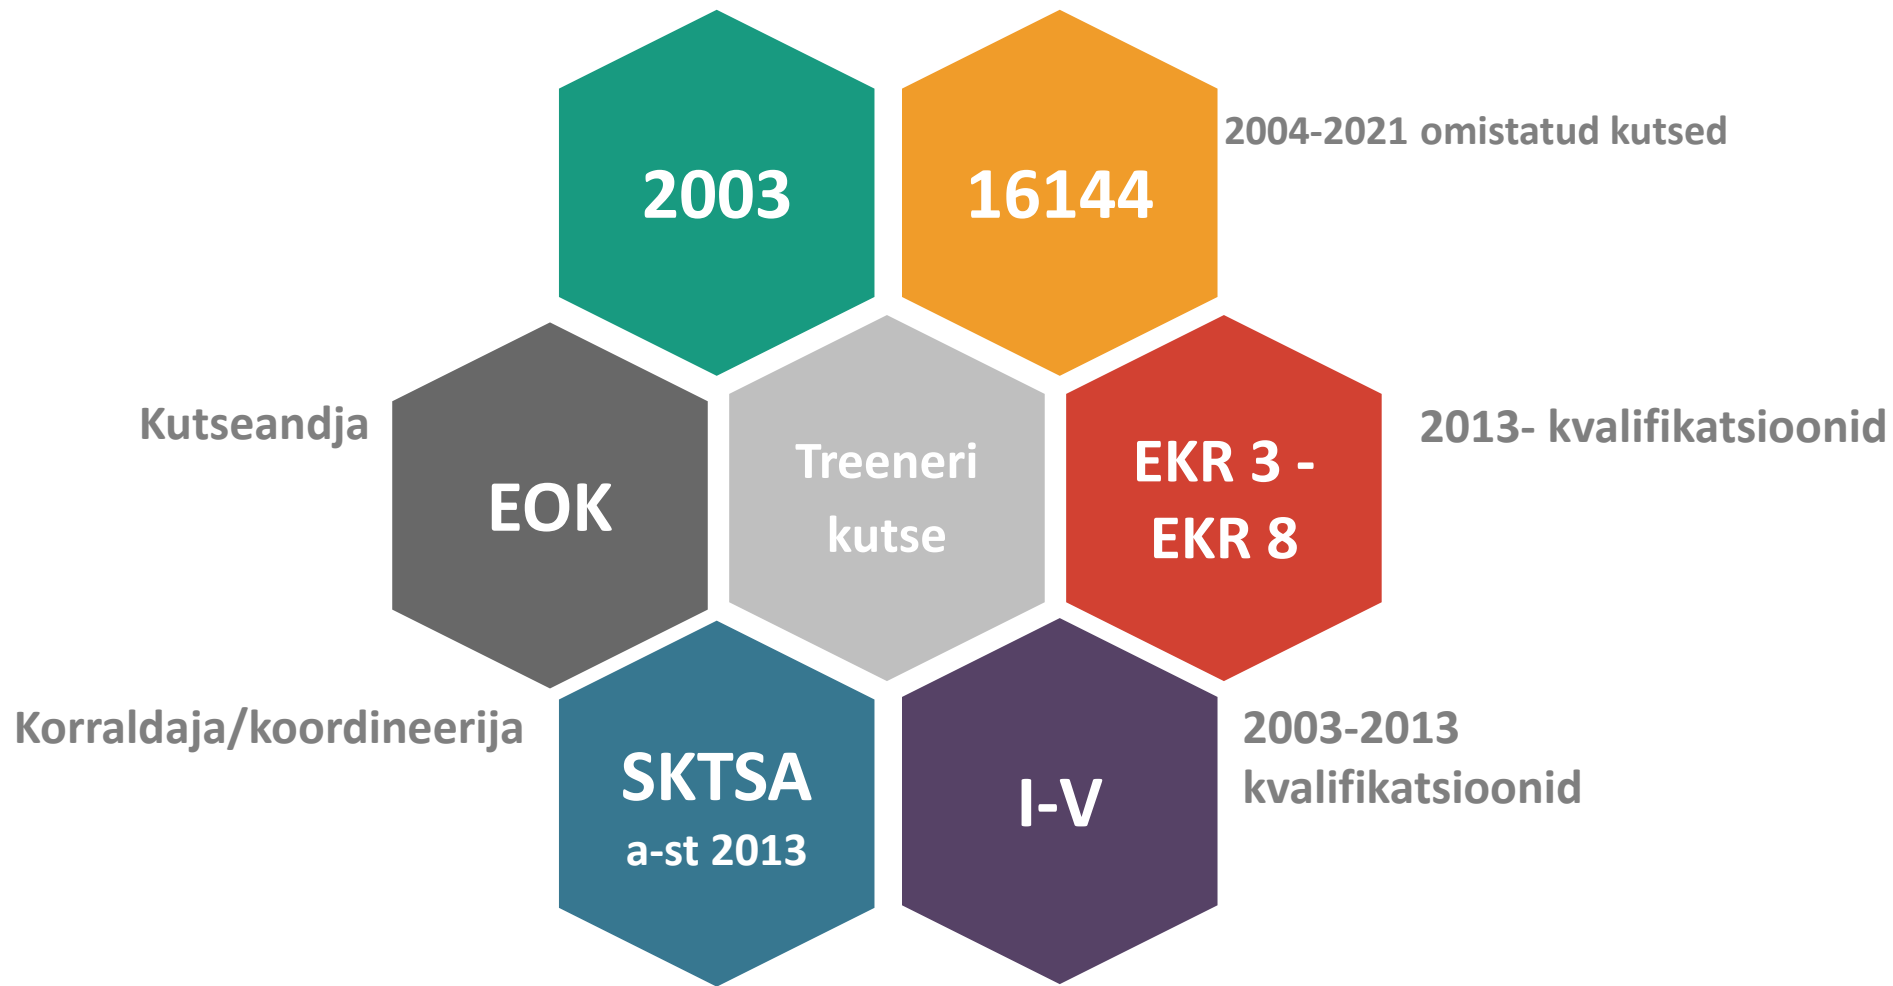 2003
16144
2004-2021 omistatud kutsed
Kutseandja
EOK
Treeneri
kutse
EKR 3 -
EKR 8
2013- kvalifikatsioonid
Korraldaja/koordineerija
SKTSA
a-st 2013
I-V
2003-2013
kvalifikatsioonid